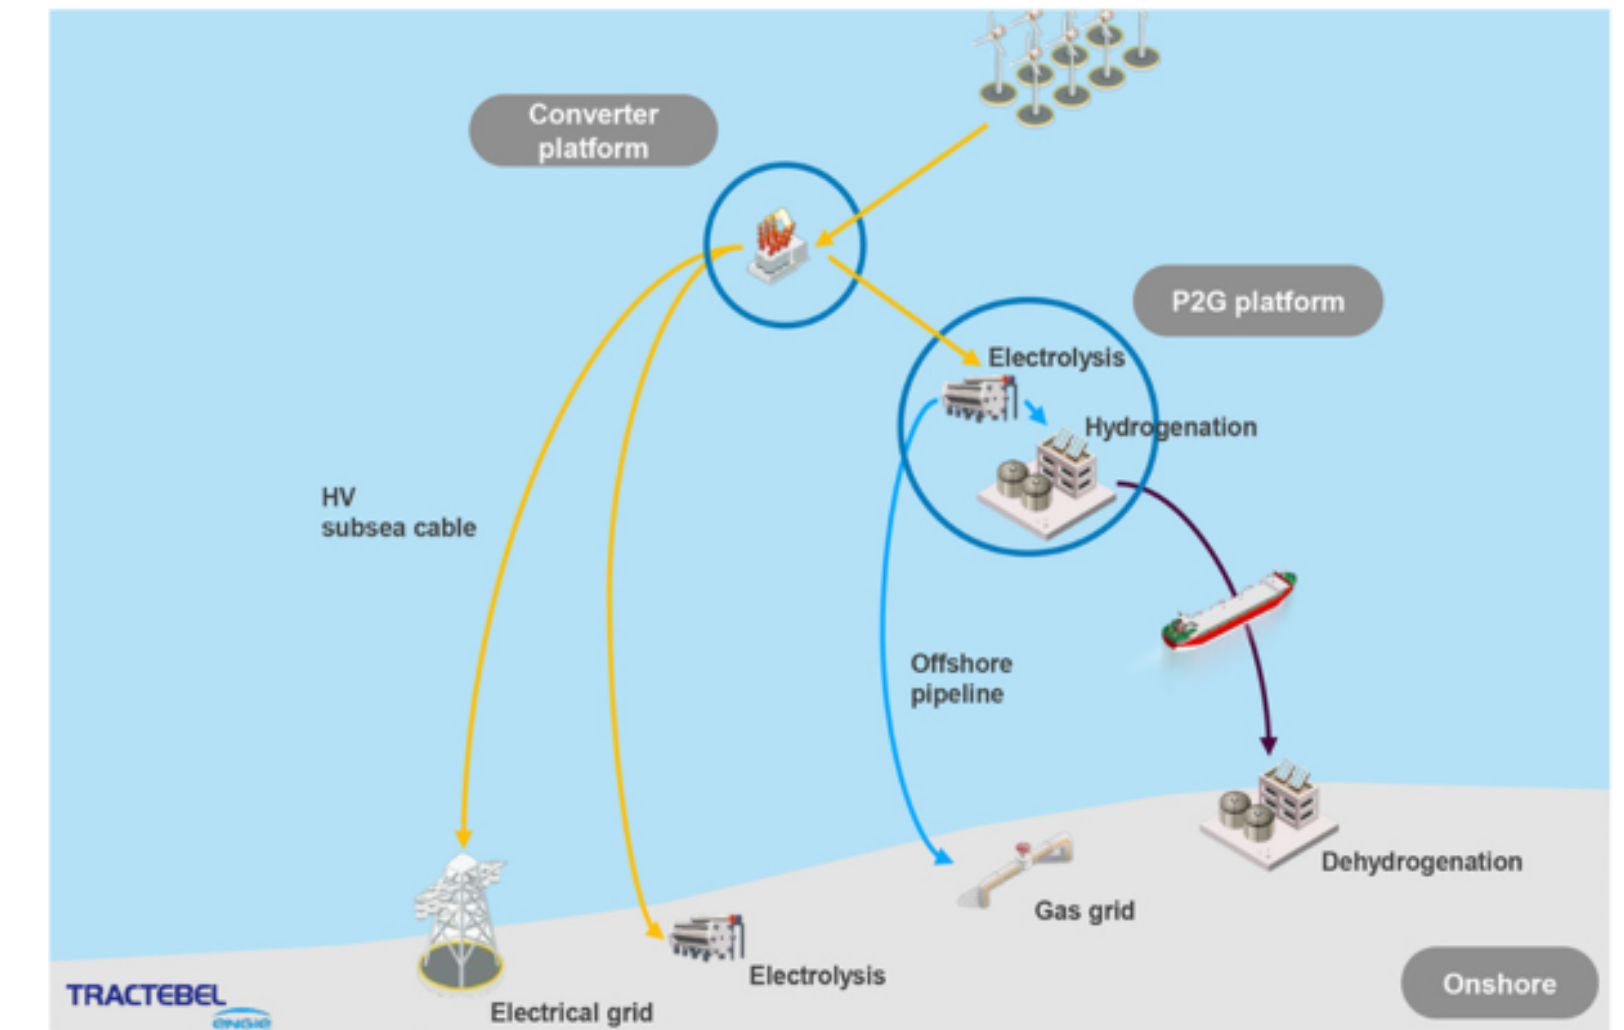 Converter
platform
P2G platform
Electrolysis
Hydrogenation
HV
subsea cable
Offshore
pipeline
Dehydrogenation
Gas grid
Electrolysis
Onshore
TRACTEBEL
ENGIE
Electrical grid